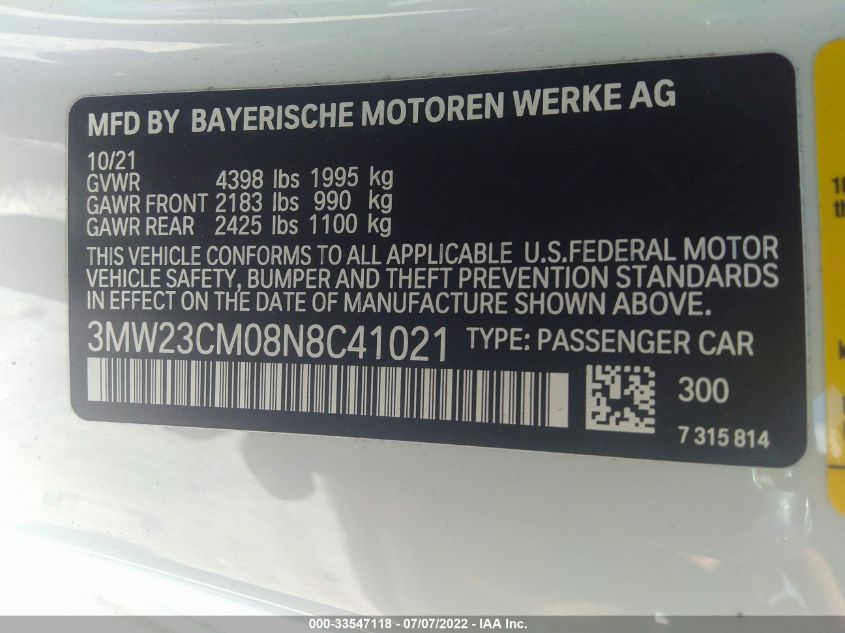 MFD BY BAYERISCHE MOTOREN WERKE AG
10/21
GVWR 4398 lbs 1995 kg
GAWR FRONT 2183 lbs 990 kg
GAWR REAR 2425 lbs 1100 kg
THIS VEHICLE CONFORMS TO ALL APPLICABLE U.S.FEDERAL MOTOR
VEHICLE SAFETY, BUMPER AND THEFT PREVENTION STANDARDS
IN EFFECT ON THE DATE OF MANUFACTURE SHOWN ABOVE.
3MW23CM08N8C41021 TYPE: PASSENGER CAR
300
7 315 814
000-33547118 - 07/07/2022 - IAA Inc.